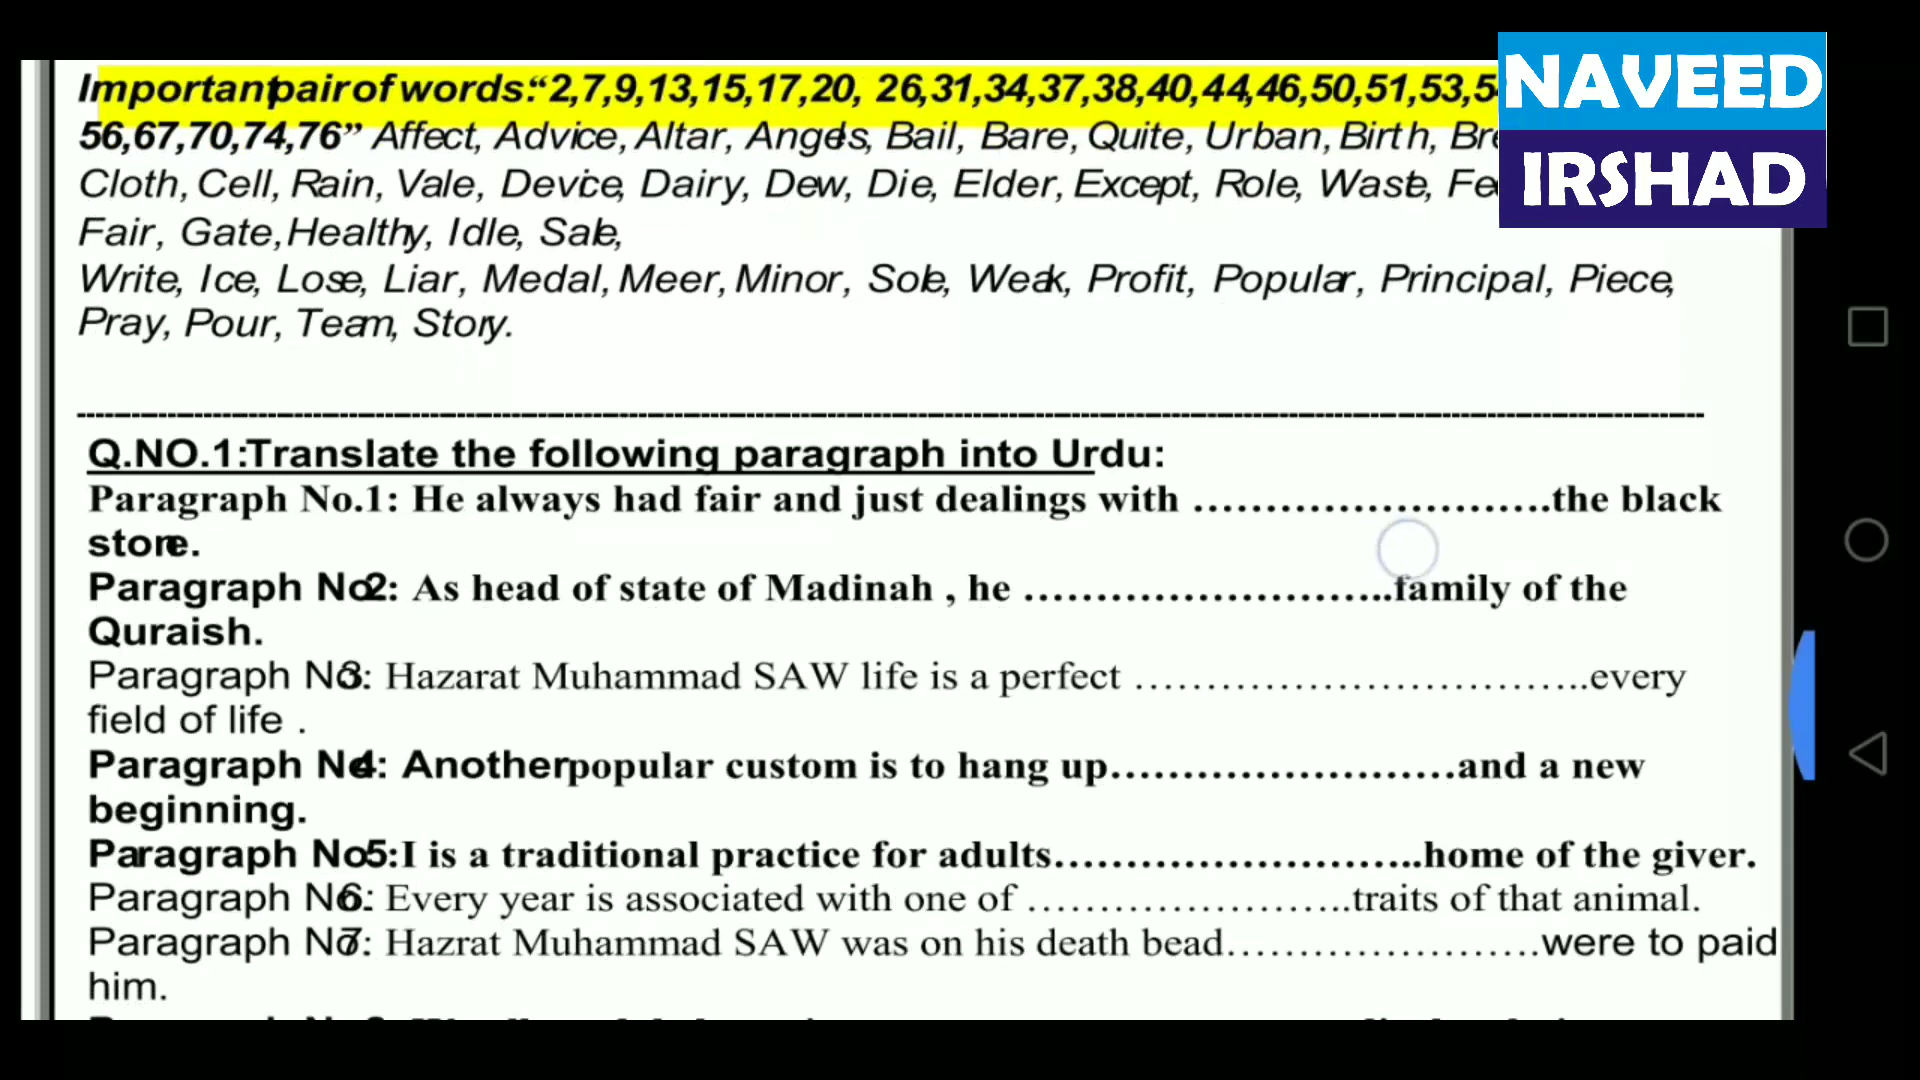 Important pair of words:“2,7,9,13,15,17,20, 26,31,34,37,38,40,44,46,50,51,53,
NAVEED
56,67,70,74,76” Affect, Advice, Altar, Angels, Bail, Bare, Quite, Urban, Birth,
IRSHAD
Cloth, Cell, Rain, Vale, Device, Dairy, Dew, Die, Elder, Except, Role, Waste,
Fair, Gate, Healthy, Idle, Sale,
Write, Ice, Lose, Liar, Medal, Meer, Minor, Sole, Weak, Profit, Popular, Principal, Piece,
Pray, Pour, Team, Story.
Q.NO.1:Translate the following paragraph into Urdu:
Paragraph No.1: He always had fair and just dealings with …………………….the black
store.
Paragraph No2: As head of state of Madinah , he ……………………..family of the
Quraish.
Paragraph No3: Hazarat Muhammad SAW life is a perfect …………………………..every
field of life .
Paragraph No4: Another popular custom is to hang up……………………and a new
beginning.
Paragraph No5:I is a traditional practice for adults……………………..home of the giver.
Paragraph No6: Every year is associated with one of …………………..traits of that animal.
Paragraph No7: Hazrat Muhammad SAW was on his death bead………………….were to paid
him.